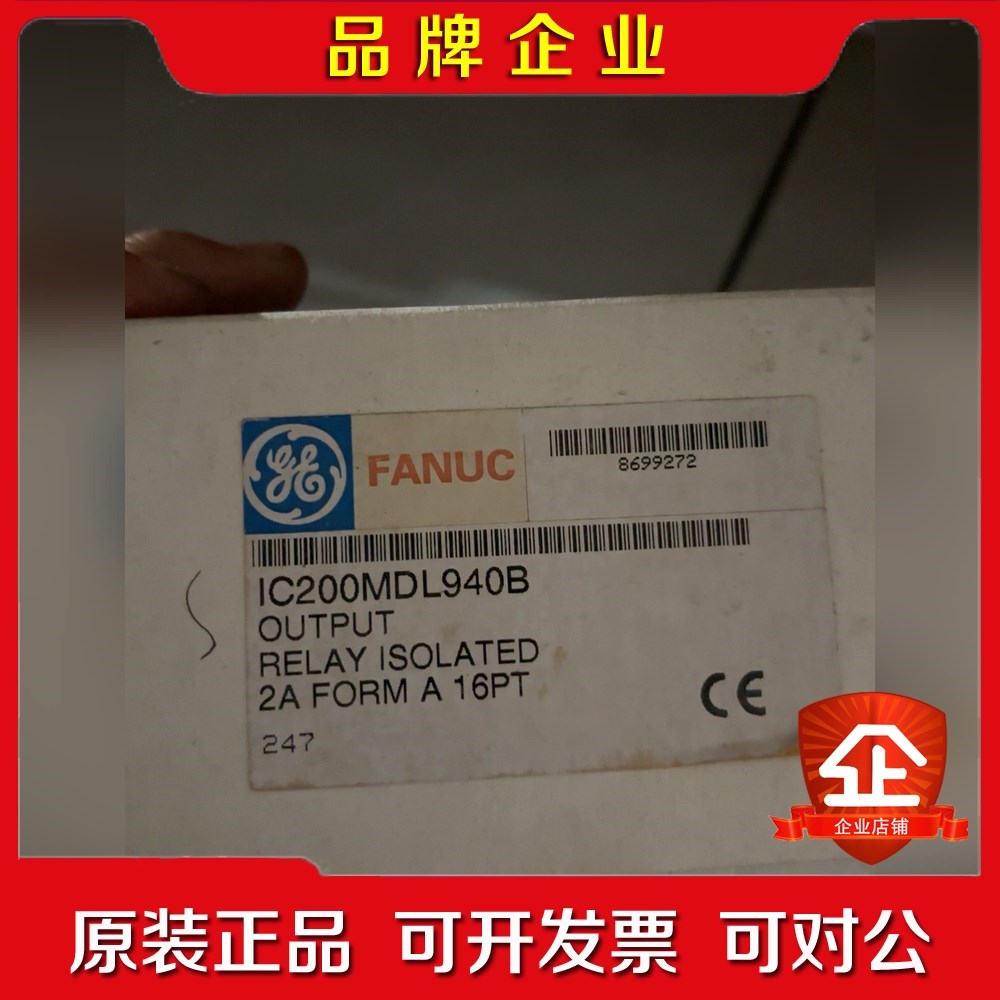 品牌企业
GE
FANUC
8699272
IC200MDL940B
OUTPUT
RELAY ISOLATED
2A FORM A 16PT
247
CE
企
企业店铺
原装正品 可开发票 可对公